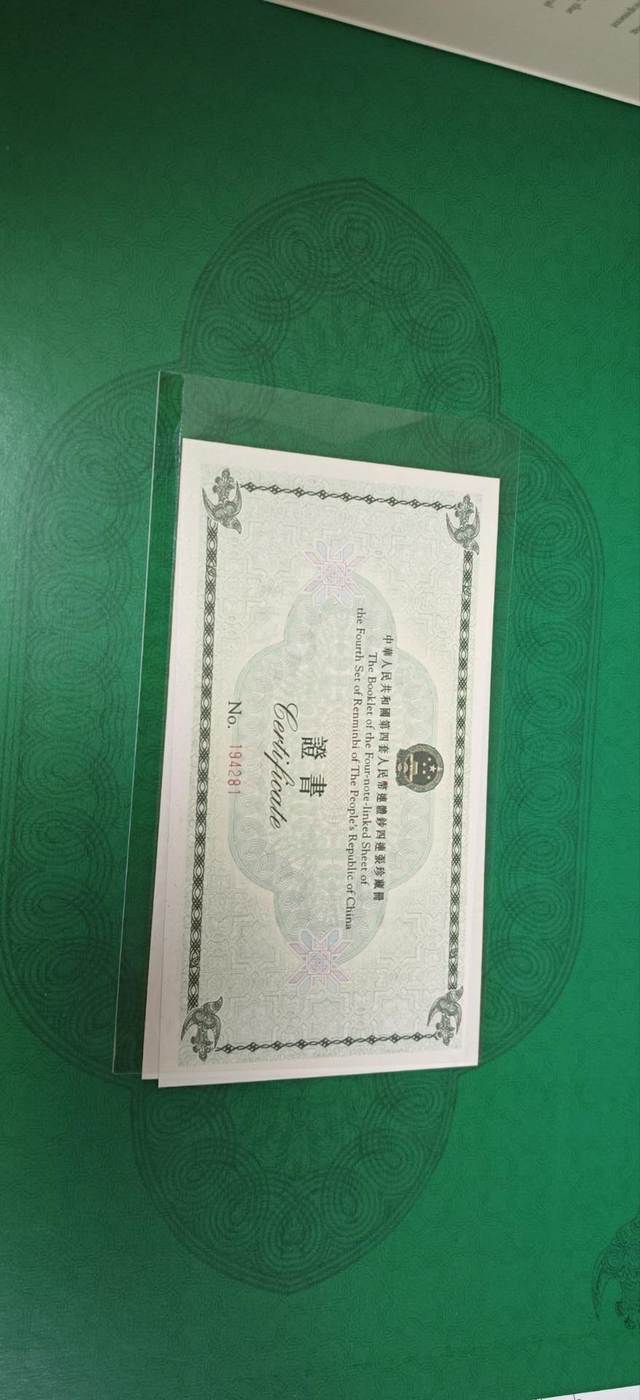 中華人民共和國第四套人民幣連體鈔四連張珍藏冊
The Booklet of the Four-note-linked Sheet of
the Fourth Set of Renminbi of The People's Republic of China
證書
Certificate
No. 194281